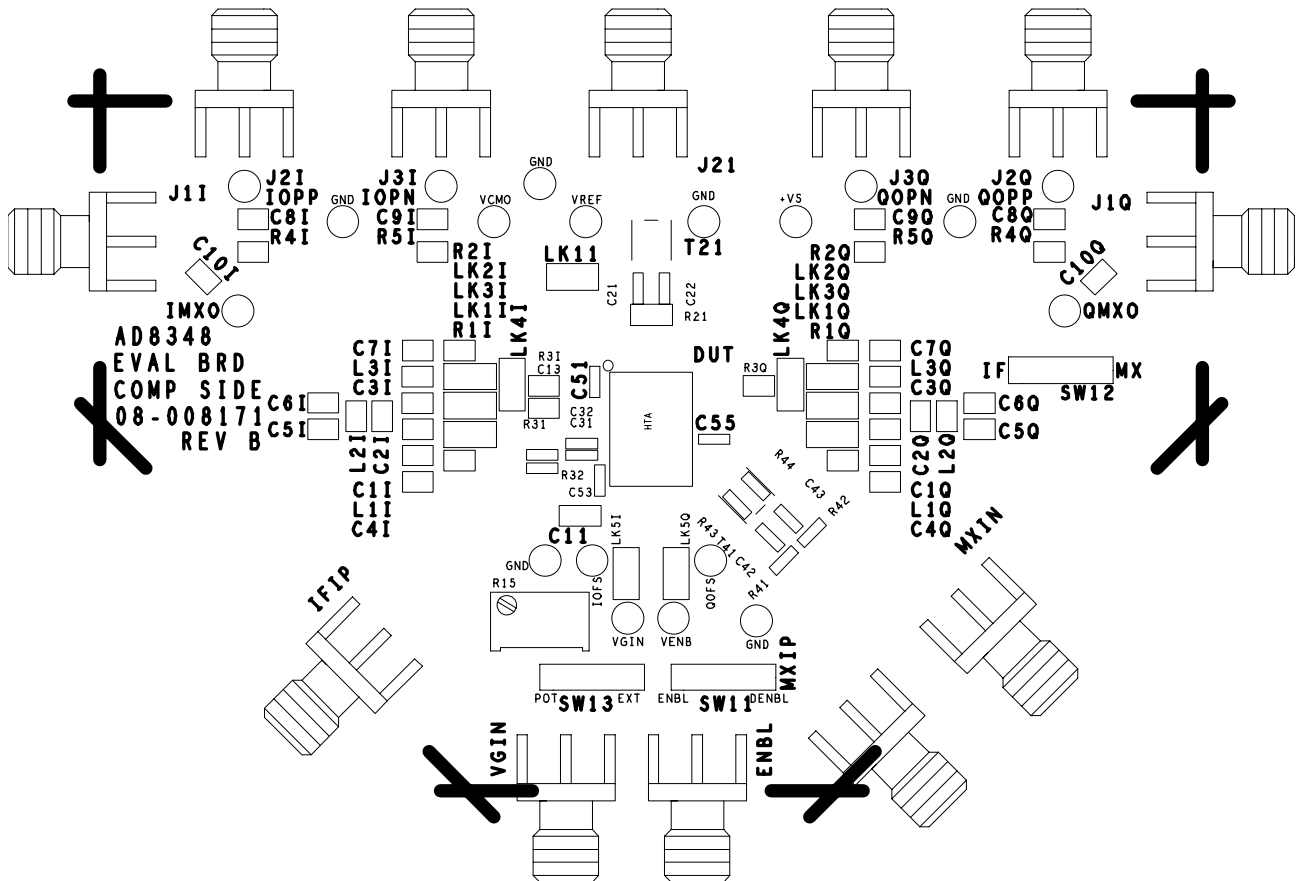 J1I
J2I
IOPP
C8I
R4I
GND
J3I
IOPN
C9I
R5I
GND
VCMO
VREF
J21
GND
T21
+VS
J3Q
QOPN
C9Q
R5Q
GND
J2Q
QOPP
C8Q
R4Q
J1Q
C10I
C10Q
R2I
LK2I
LK3I
LK1I
R1I
LK4I
LK11
C21
C22
R21
R2Q
LK2Q
LK3Q
LK1Q
R1Q
LK4Q
IMXO
QMXO
AD8348
EVAL BRD
COMP SIDE
08-008171
REV B
C7I
L3I
C3I
C6I
C5I
L2I
C2I
C1I
L1I
C4I
R3I
C13
R31
C51
C32
C31
R32
C53
DUT
HTA
C55
R3Q
C7Q
L3Q
C3Q
C6Q
C5Q
C2Q
L2Q
C1Q
L1Q
C4Q
IF
MX
SW12
R44
C43
R42
R43
T41
C42
R41
C11
GND
LK5I
LK5Q
IOFS
QOFS
R15
VGIN
VENB
GND
IFIP
MXIN
MXIP
POT
SW13
EXT
ENBL
SW11
DENBL
VGIN
ENBL